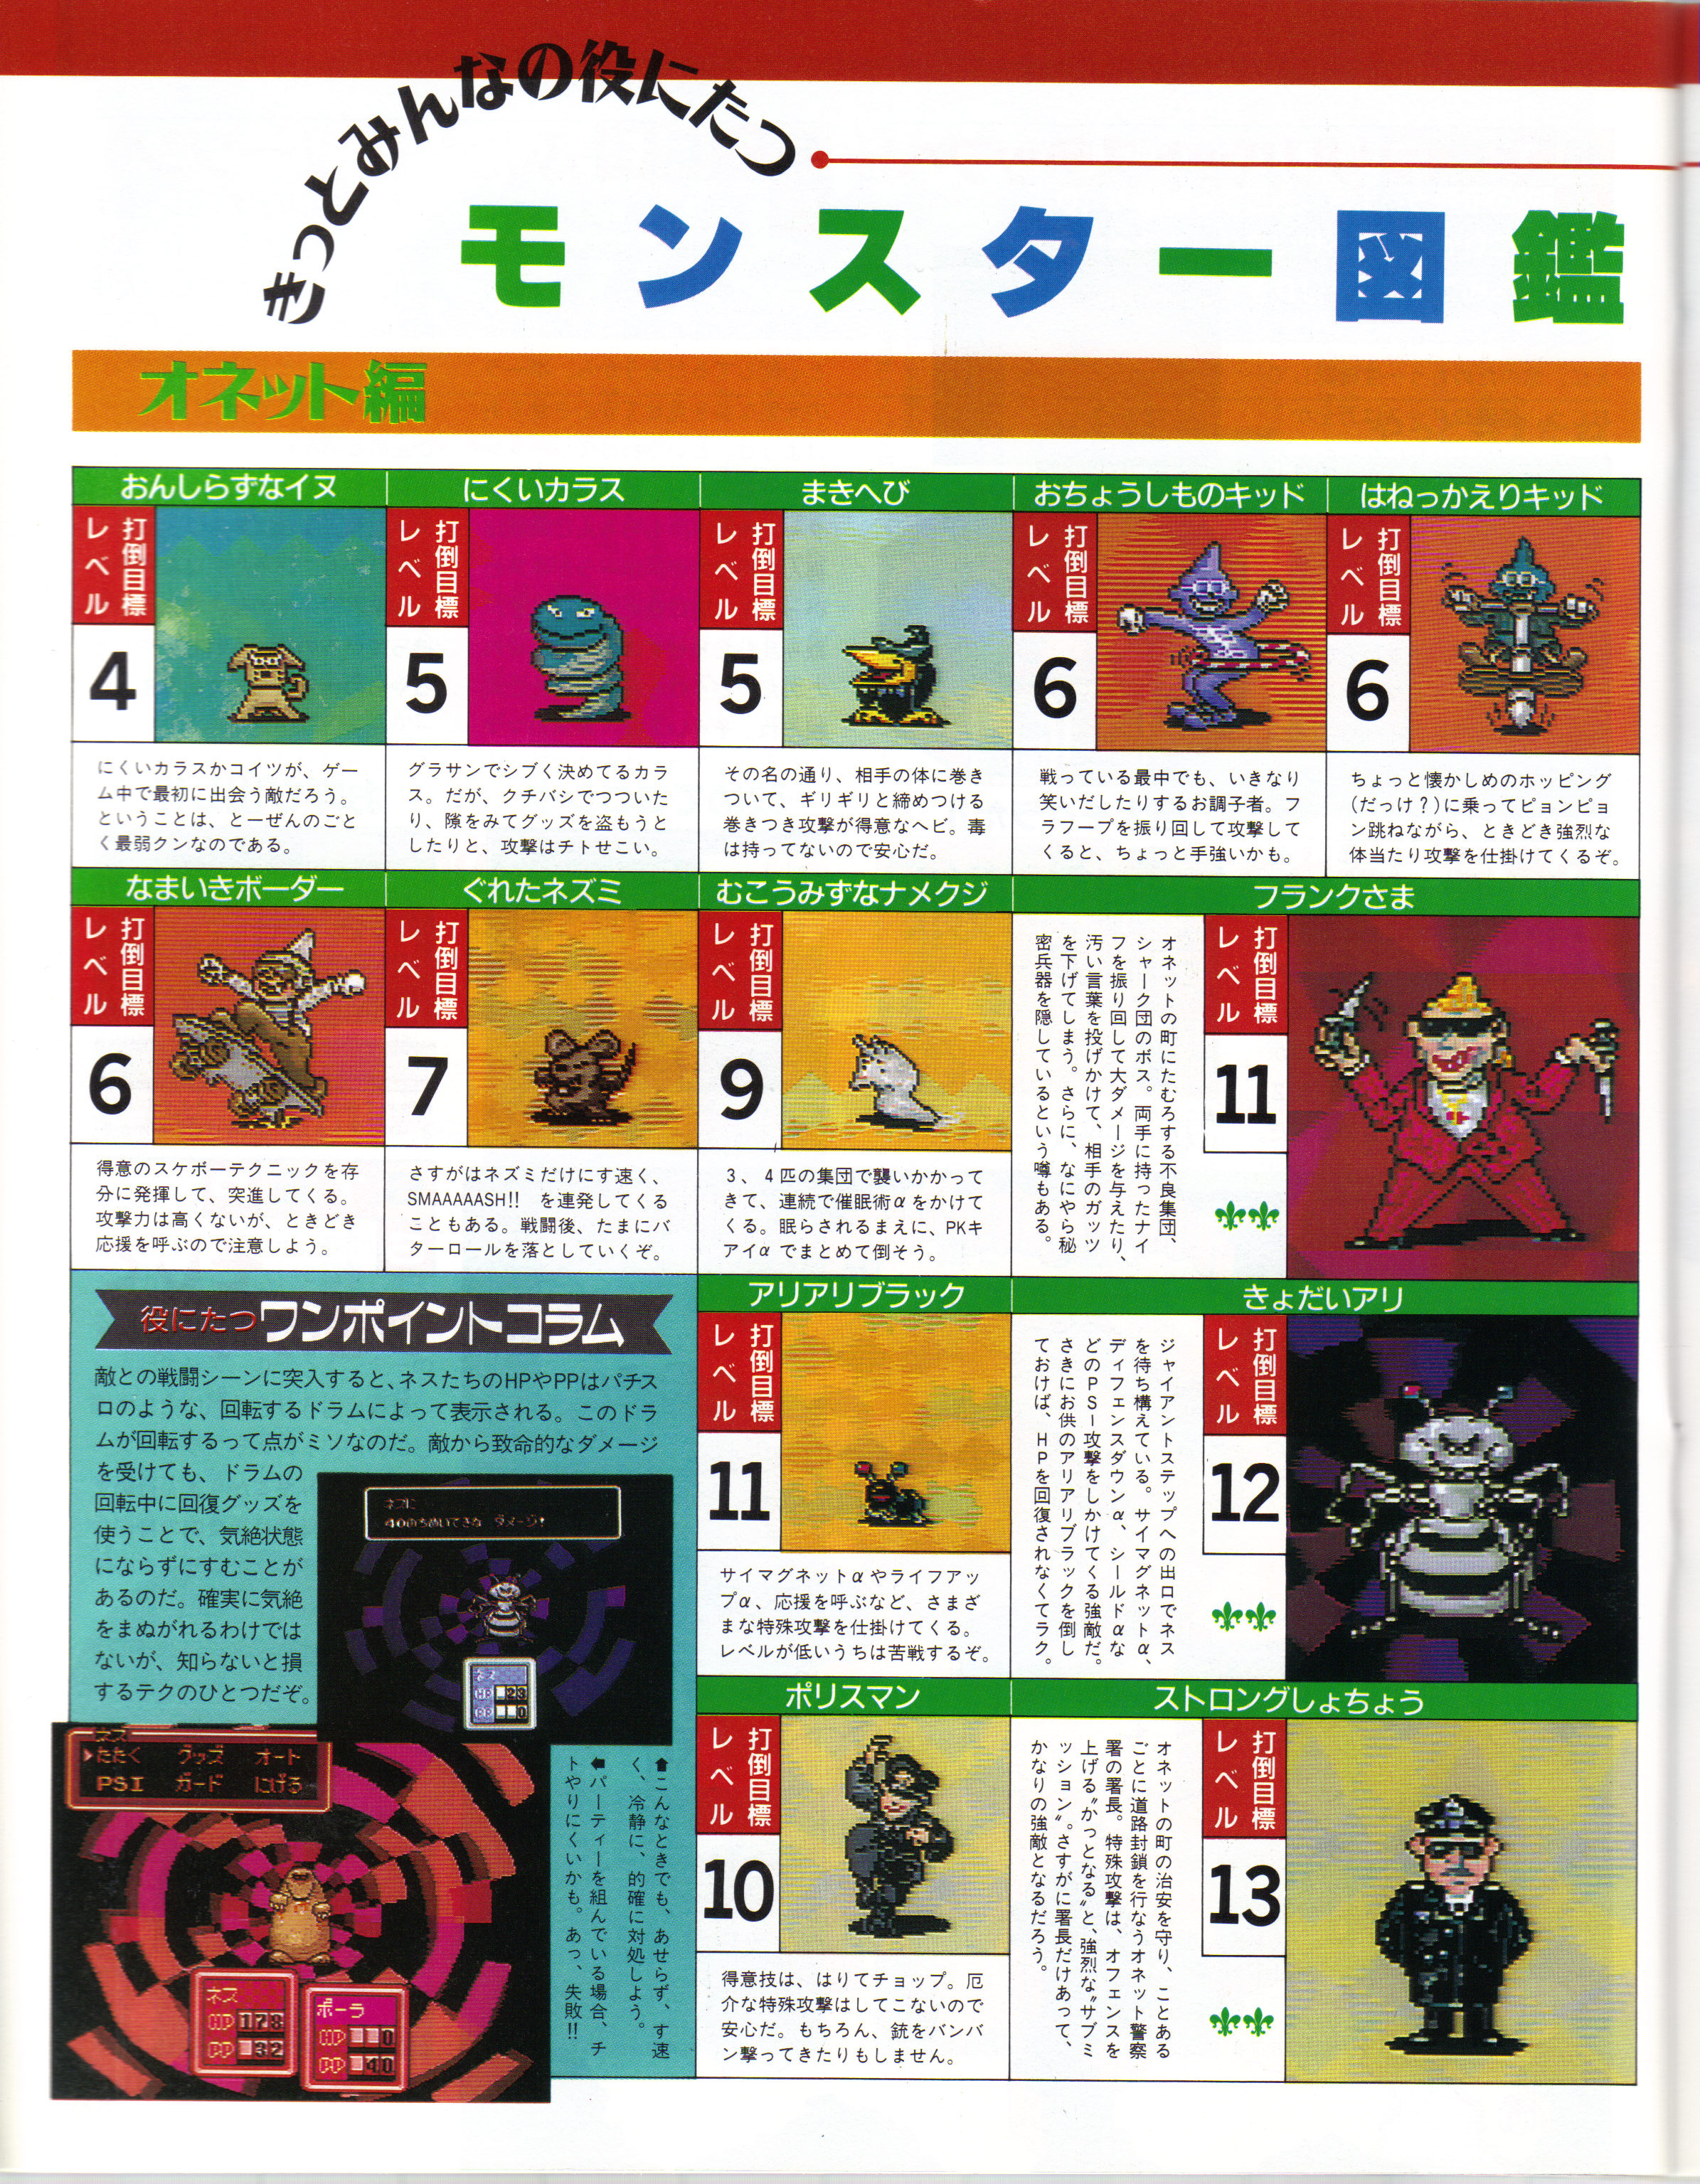 きっとみんなの役にたつ
モンスター図鑑
オネット編
おんしらずなイヌ
打倒目標
レベル
4
にくいカラスかコイツが、ゲー
ム中で最初に出会う敵だろう。
ということは、とーぜんのごと
く最弱クンなのである。
にくいカラス
打倒目標
レベル
5
グラサンでシブく決めてるカラ
ス。だが、クチバシでつついた
り、隙をみてグッズを盗もうと
したりと、攻撃はチトせこい。
まきへび
打倒目標
レベル
5
その名の通り、相手の体に巻き
ついて、ギリギリと締めつける
巻きつき攻撃が得意なヘビ。毒
は持ってないので安心だ。
おちょうしものキッド
打倒目標
レベル
6
戦っている最中でも、いきなり
笑いだしたりするお調子者。フ
ラフープを振り回して攻撃して
くると、ちょっと手強いかも。
はねっかえりキッド
打倒目標
レベル
6
ちょっと懐かしめのホッピング
(だっけ?)に乗ってピョンピョ
ン跳ねながら、ときどき強烈な
体当たり攻撃を仕掛けてくるぞ。
なまいきボーダー
打倒目標
レベル
6
得意のスケボーテクニックを存
分に発揮して、突進してくる。
攻撃力は高くないが、ときどき
応援を呼ぶので注意しよう。
ぐれたネズミ
打倒目標
レベル
7
さすがはネズミだけにす速く、
SMAAAAASH!! を連発してくる
こともある。戦闘後、たまにバ
ターロールを落としていくぞ。
むこうみずなナメクジ
打倒目標
レベル
9
3、4匹の集団で襲いかかって
きて、連続で催眠術αをかけて
くる。眠らされるまえに、PKキ
アイα でまとめて倒そう。
フランクさま
打倒目標
レベル
11
オネットの町にたむろする不良集団、
シャーク団のボス。両手に持ったナイ
フを振り回して大ダメージを与えたり、
汚い言葉を投げかけて、相手のガッツ
を下げてしまう。さらに、なにやら秘
密兵器を隠しているという噂もある。
役にたつワンポイントコラム
敵との戦闘シーンに突入すると、ネスたちのHPやPPはパチス
ロのような、回転するドラムによって表示される。このドラ
ムが回転するって点がミソなのだ。敵から致命的なダメージ
を受けても、ドラムの
回転中に回復グッズを
使うことで、気絶状態
にならずにすむことが
あるのだ。確実に気絶
をまぬがれるわけでは
ないが、知らないと損
するテクのひとつだぞ。
ネスに
40のちめいてきな ダメージ!
ネス
HP 23
PP 0
⬆こんなときでも、あせらず、す速
く、冷静に、的確に対処しよう。
⬅パーティーを組んでいる場合、チ
トやりにくいかも。あっ、失敗!!
ネス
▶たたく グッズ オート
PSI ガード にげる
ネス
HP 178
PP 32
ポーラ
HP 0
PP 40
アリアリブラック
打倒目標
レベル
11
サイマグネットαやライフアッ
プα、応援を呼ぶなど、さまざ
まな特殊攻撃を仕掛けてくる。
レベルが低いうちは苦戦するぞ。
きょだいアリ
打倒目標
レベル
12
ジャイアントステップへの出口でネス
を待ち構えている。サイマグネットα、
ディフェンスダウンα、シールドαな
どのPSI攻撃をしかけてくる強敵だ。
さきにお供のアリアリブラックを倒し
ておけば、HPを回復されなくてラク。
ポリスマン
打倒目標
レベル
10
得意技は、はりてチョップ。厄
介な特殊攻撃はしてこないので
安心だ。もちろん、銃をバンバ
ン撃ってきたりもしません。
ストロングしょちょう
打倒目標
レベル
13
オネットの町の治安を守り、ことある
ごとに道路封鎖を行なうオネット警察
署の署長。特殊攻撃は、オフェンスを
上げる“かっとなる”と、強烈な“サブミ
ッション”。さすがに署長だけあって、
かなりの強敵となるだろう。